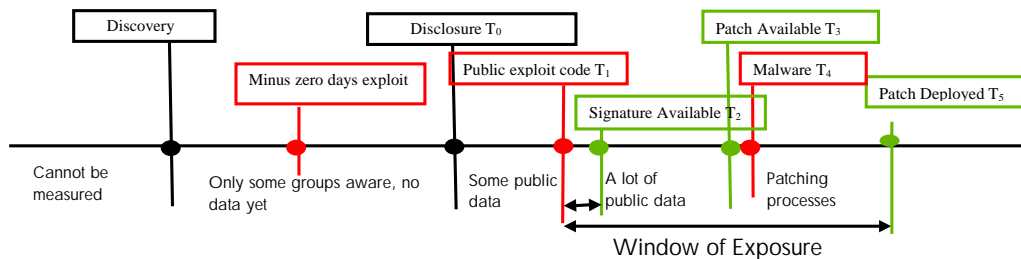 Discovery
Disclosure T0
Patch Available T3
Minus zero days exploit
Public exploit code T1
Malware T4
Signature Available T2
Patch Deployed T5
Cannot be
measured
Only some groups aware, no
data yet
Some public
data
A lot of
public data
Patching
processes
Window of Exposure